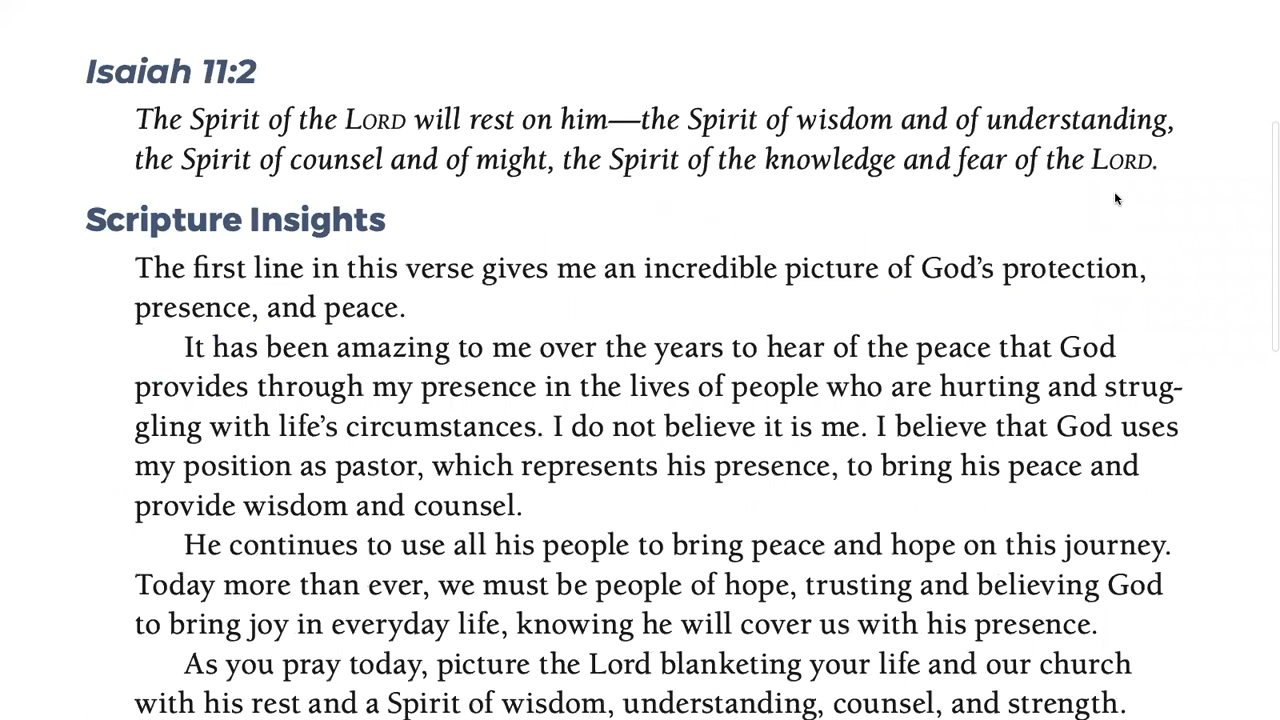 Isaiah 11:2
The Spirit of the LORD will rest on him—the Spirit of wisdom and of understanding,
the Spirit of counsel and of might, the Spirit of the knowledge and fear of the LORD.
Scripture Insights
The first line in this verse gives me an incredible picture of God’s protection,
presence, and peace.
It has been amazing to me over the years to hear of the peace that God
provides through my presence in the lives of people who are hurting and strug-
gling with life’s circumstances. I do not believe it is me. I believe that God uses
my position as pastor, which represents his presence, to bring his peace and
provide wisdom and counsel.
He continues to use all his people to bring peace and hope on this journey.
Today more than ever, we must be people of hope, trusting and believing God
to bring joy in everyday life, knowing he will cover us with his presence.
As you pray today, picture the Lord blanketing your life and our church
with his rest and a Spirit of wisdom, understanding, counsel, and strength.